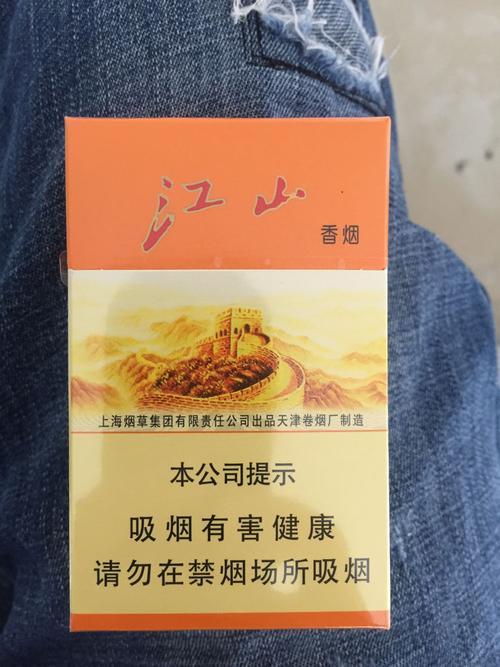 江山
香烟
上海烟草集团有限责任公司出品天津卷烟厂制造
本公司提示
吸烟有害健康
请勿在禁烟场所吸烟